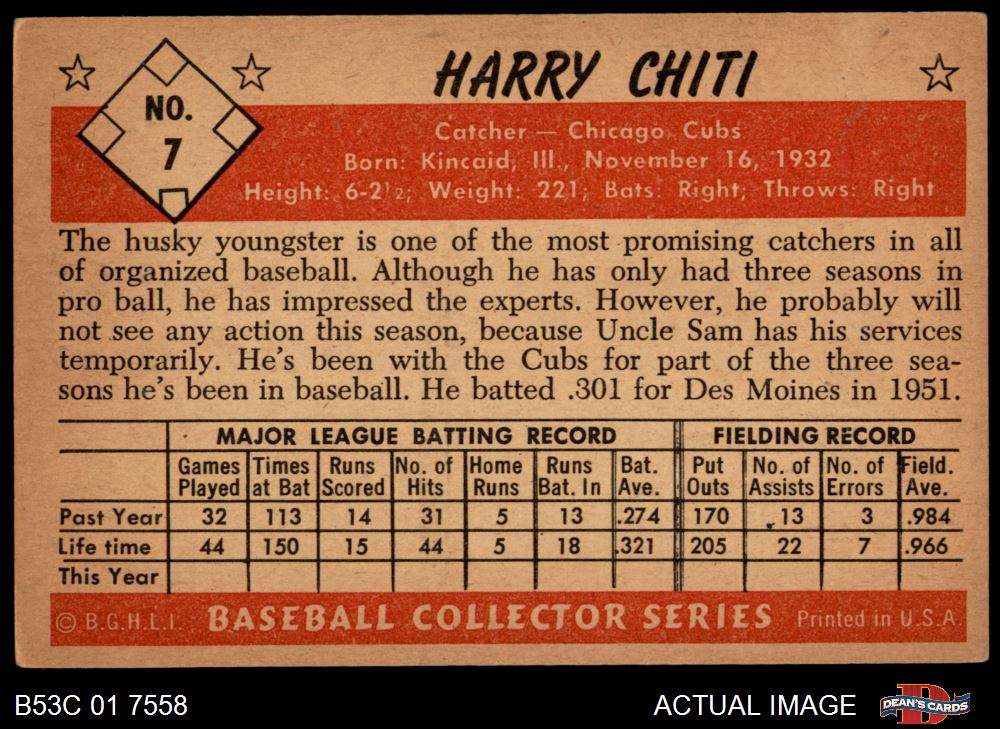 HARRY CHITI
NO.
7
Catcher — Chicago Cubs
Born: Kincaid, Ill., November 16, 1932
Height: 6-2½; Weight: 221; Bats: Right; Throws: Right
The husky youngster is one of the most promising catchers in all
of organized baseball. Although he has only had three seasons in
pro ball, he has impressed the experts. However, he probably will
not see any action this season, because Uncle Sam has his services
temporarily. He's been with the Cubs for part of the three sea-
sons he's been in baseball. He batted .301 for Des Moines in 1951.
MAJOR LEAGUE BATTING RECORD FIELDING RECORD
Games Times Runs No. of Home Runs Bat. Put No. of No. of Field.
Played at Bat Scored Hits Runs Bat. In Ave. Outs Assists Errors Ave.
Past Year 32 113 14 31 5 13 .274 170 13 3 .984
Life time 44 150 15 44 5 18 .321 205 22 7 .966
This Year
© B.G.H.L.I. BASEBALL COLLECTOR SERIES Printed in U.S.A.
B53C 01 7558 ACTUAL IMAGE DEAN'S CARDS